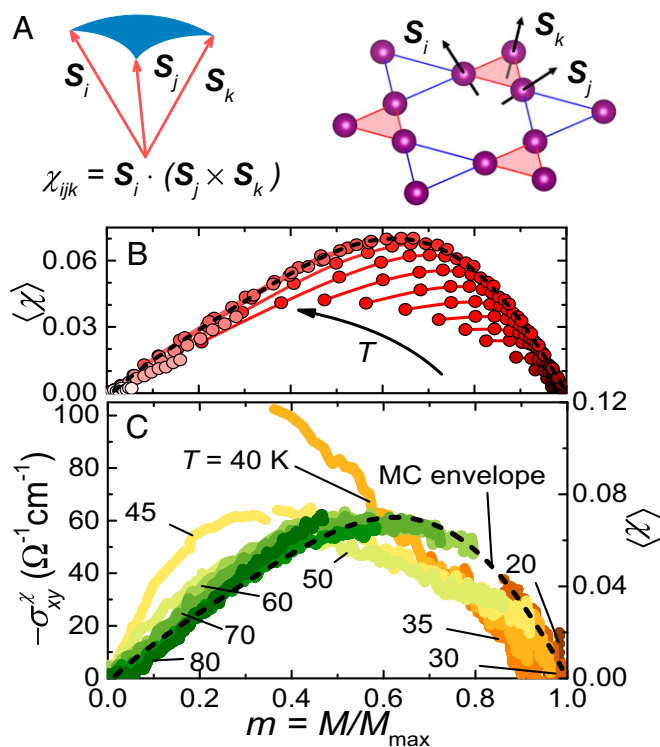 A
S_i
S_j
S_k
χ_ijk = S_i · (S_j × S_k)
S_i
S_k
S_j
B
0.06
0.03
0.00
⟨χ⟩
T
C
100
80
60
40
20
0
−σ^χ_xy (Ω⁻¹cm⁻¹)
T = 40 K
MC envelope
45
50
60
70
80
20
35
30
0.12
0.08
0.04
0.00
⟨χ⟩
0.0 0.2 0.4 0.6 0.8 1.0
m = M/M_max